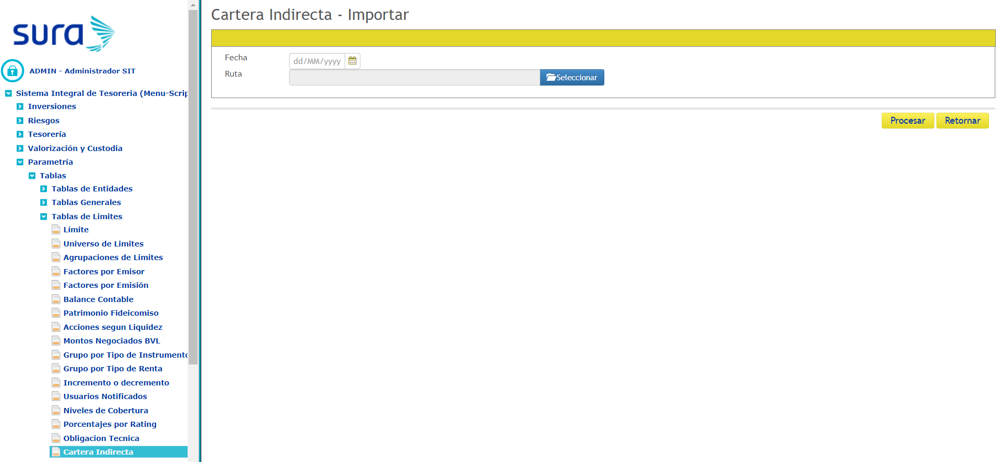 sura
ADMIN - Administrador SIT
Sistema Integral de Tesoreria (Menu-Scrip
Inversiones
Riesgos
Tesorería
Valorización y Custodia
Parametría
Tablas
Tablas de Entidades
Tablas Generales
Tablas de Limites
Límite
Universo de Limites
Agrupaciones de Limites
Factores por Emisor
Factores por Emisión
Balance Contable
Patrimonio Fideicomiso
Acciones segun Liquidez
Montos Negociados BVL
Grupo por Tipo de Instrumento
Grupo por Tipo de Renta
Incremento o decremento
Usuarios Notificados
Niveles de Cobertura
Porcentajes por Rating
Obligacion Tecnica
Cartera Indirecta
Cartera Indirecta - Importar
Fecha dd/MM/yyyy
Ruta Seleccionar
Procesar Retornar